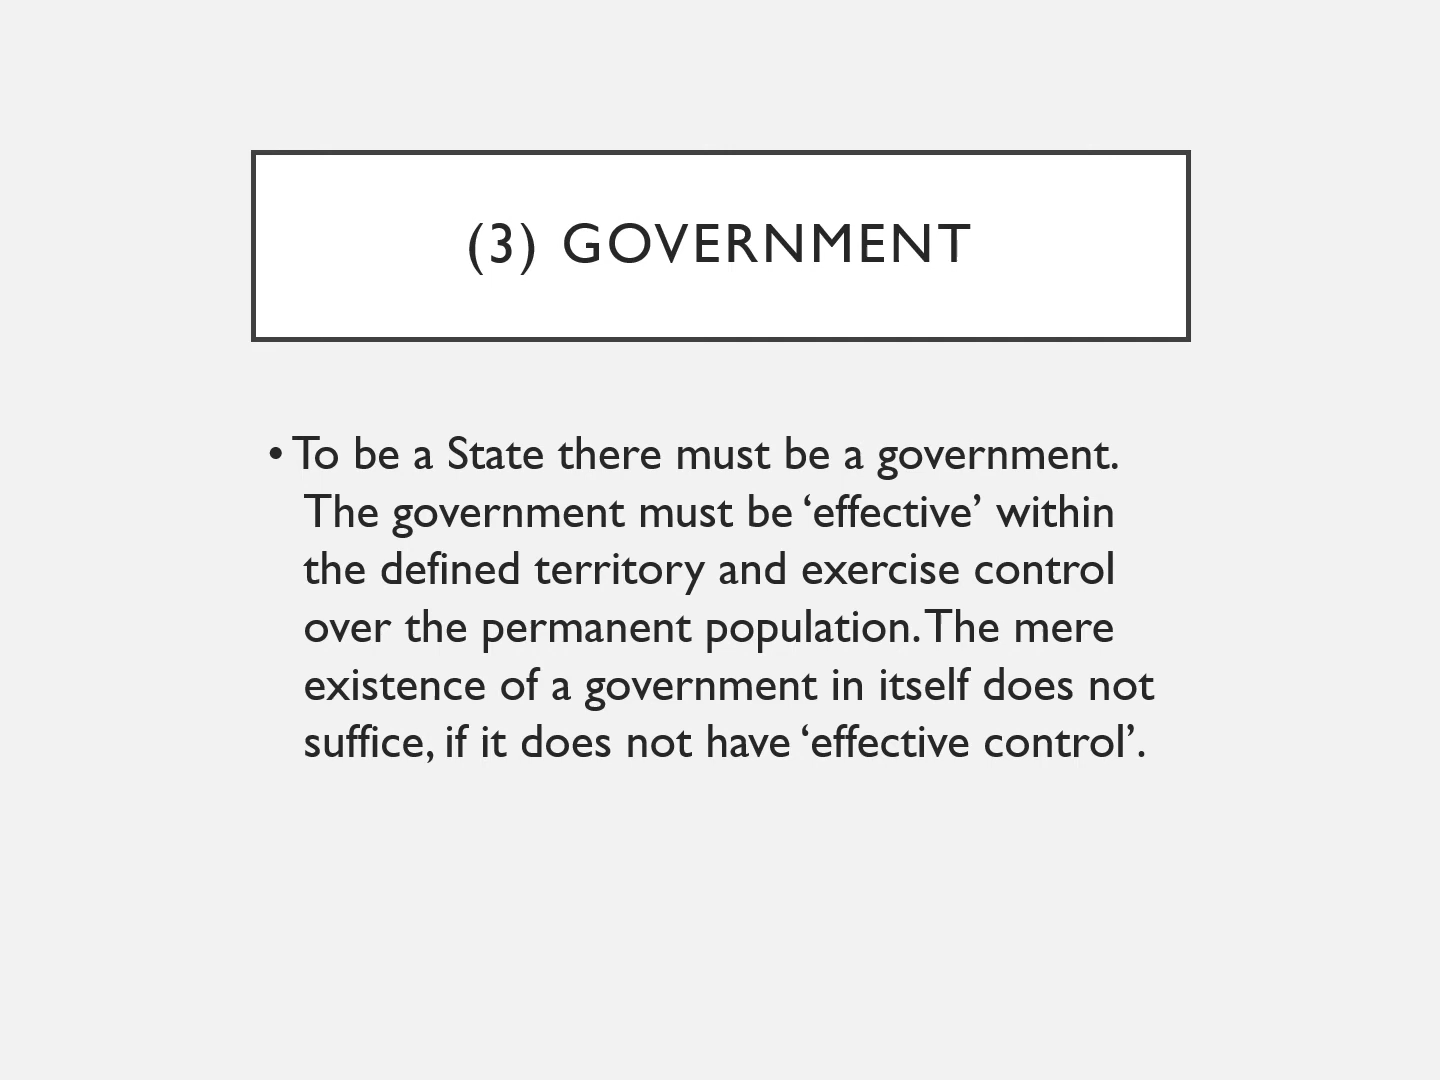 (3) GOVERNMENT
• To be a State there must be a government.
The government must be ‘effective’ within
the defined territory and exercise control
over the permanent population. The mere
existence of a government in itself does not
suffice, if it does not have ‘effective control’.